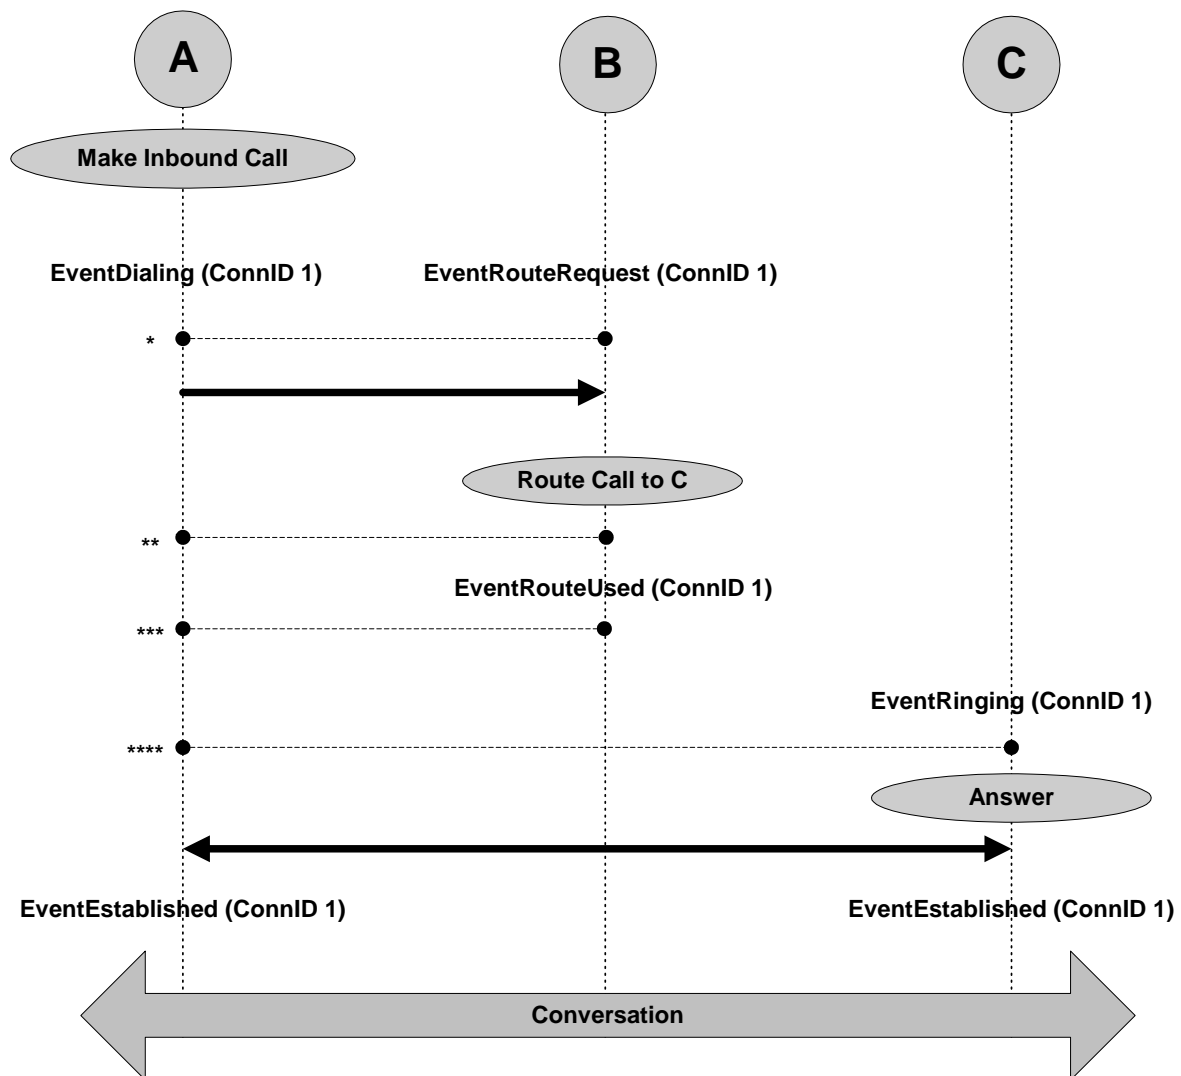 A
B
C
Make Inbound Call
EventDialing (ConnID 1)
EventRouteRequest (ConnID 1)
*
Route Call to C
**
EventRouteUsed (ConnID 1)
***
EventRinging (ConnID 1)
****
Answer
EventEstablished (ConnID 1)
EventEstablished (ConnID 1)
Conversation